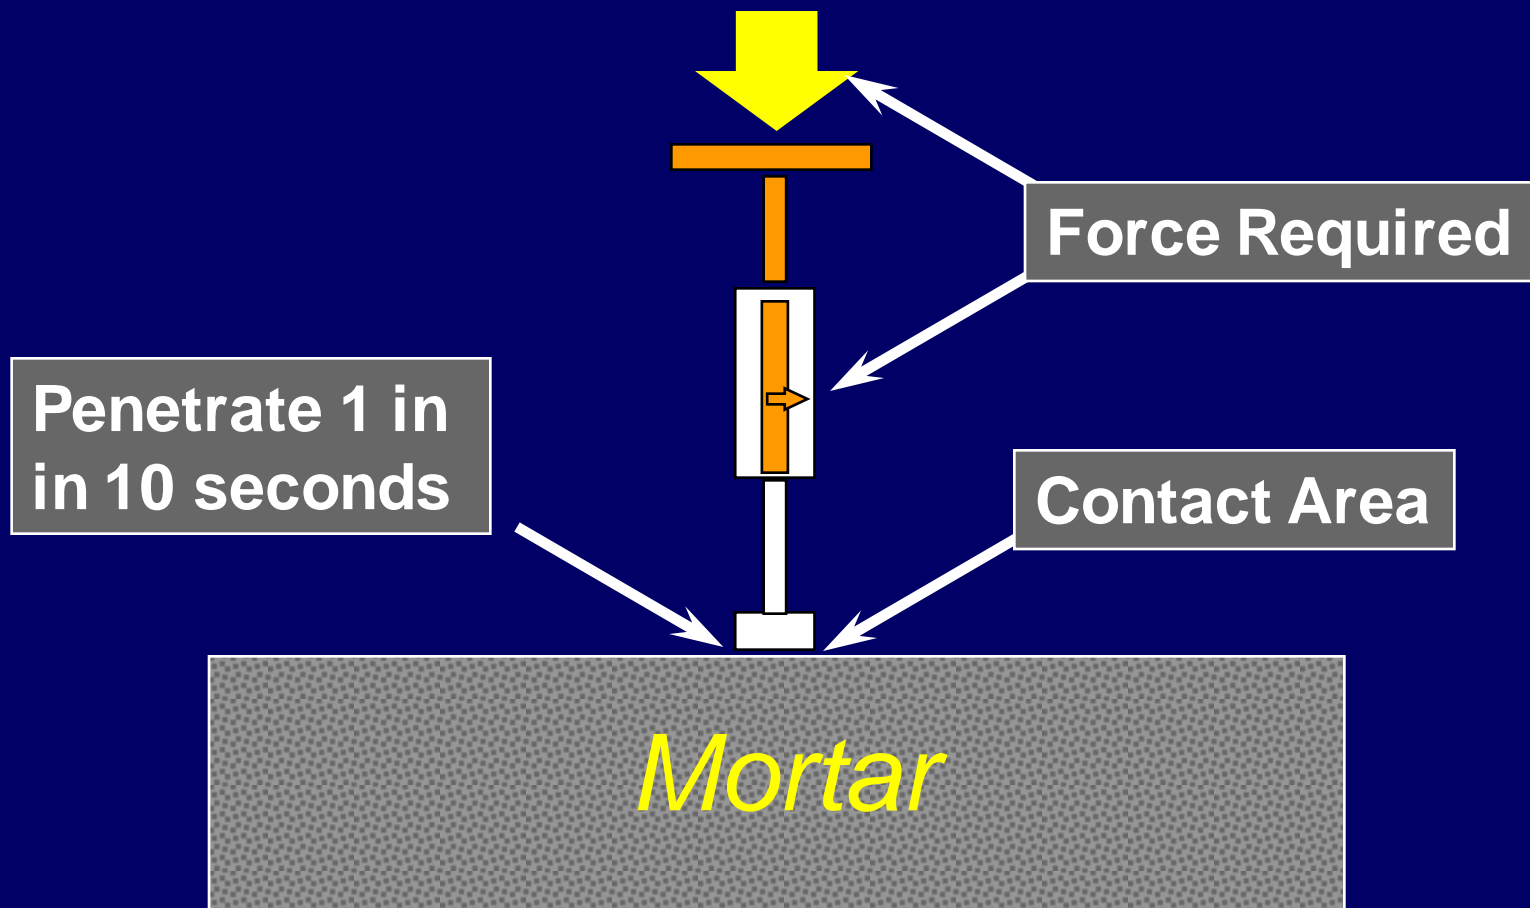 Force Required
Penetrate 1 in
in 10 seconds
Contact Area
Mortar